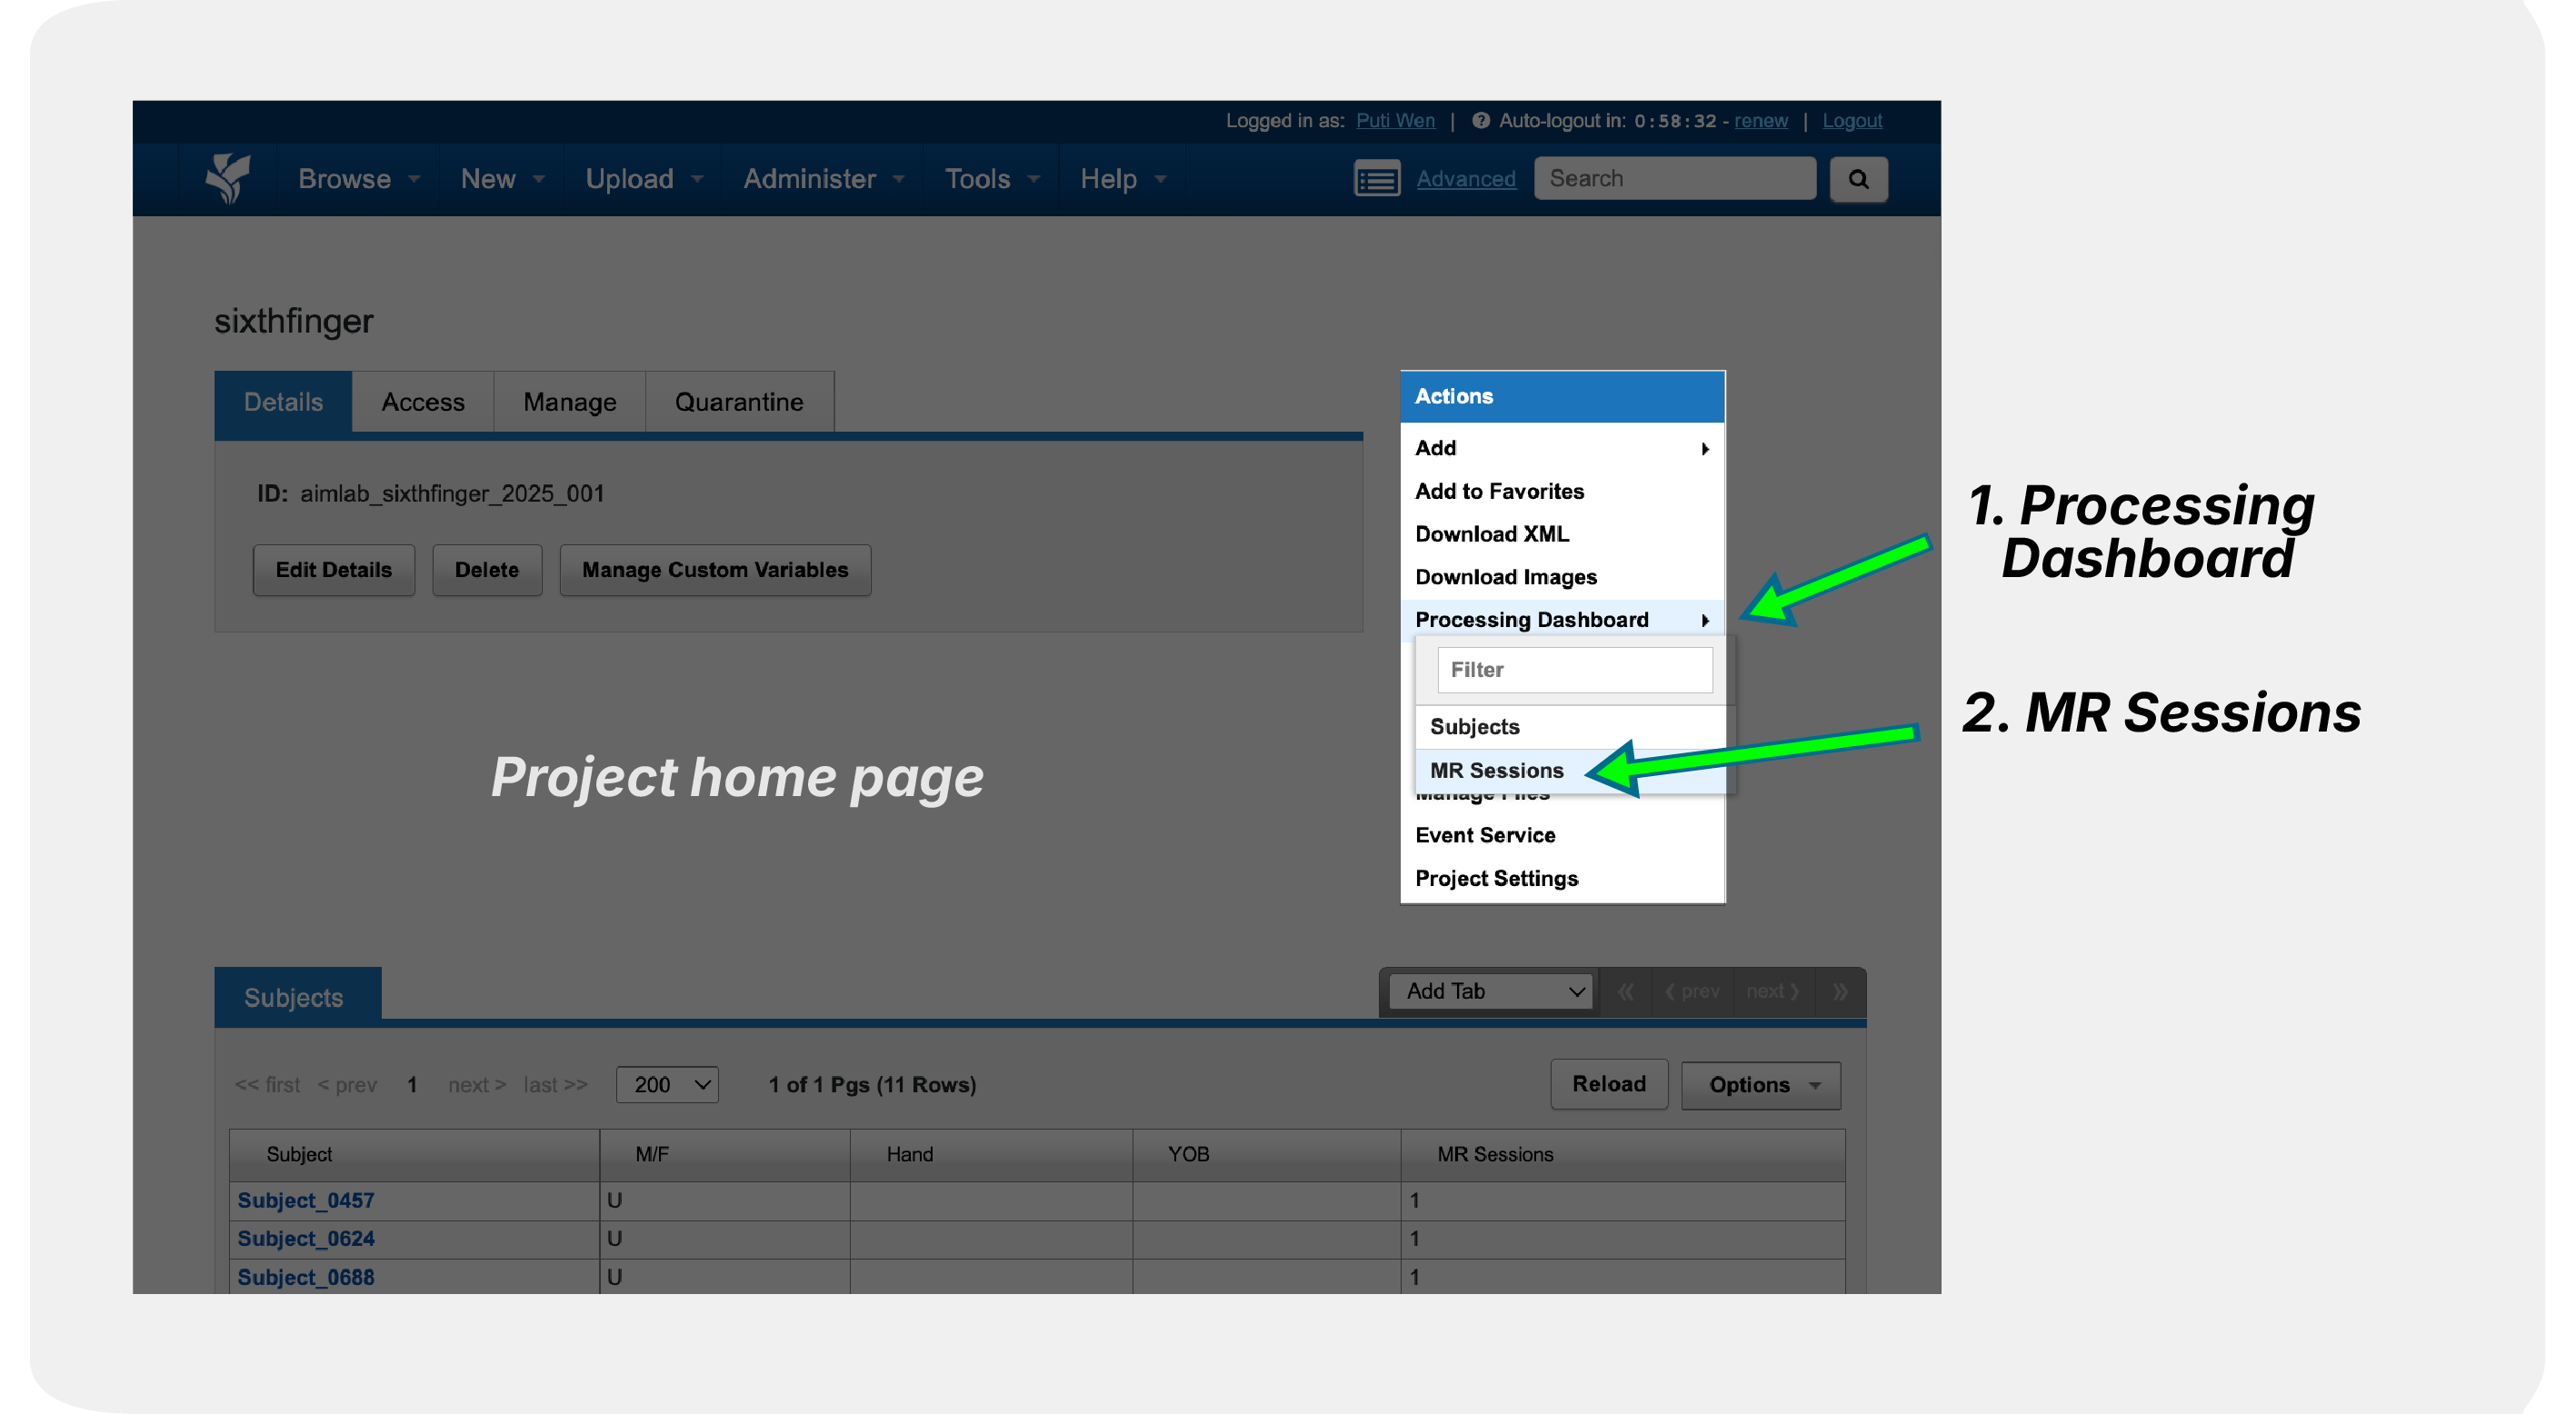 Logged in as: Puti Wen | Auto-logout in: 0:58:32 - renew | Logout
Browse New Upload Administer Tools Help Advanced Search
sixthfinger
Details Access Manage Quarantine
ID: aimlab_sixthfinger_2025_001
Edit Details Delete Manage Custom Variables
Project home page
Actions
Add
Add to Favorites
Download XML
Download Images
Processing Dashboard
Filter
Subjects
MR Sessions
Manage Files
Event Service
Project Settings
1. Processing
Dashboard
2. MR Sessions
Subjects
Add Tab « ‹ prev next › »
<< first < prev 1 next > last >> 200 1 of 1 Pgs (11 Rows) Reload Options
Subject M/F Hand YOB MR Sessions
Subject_0457 U 1
Subject_0624 U 1
Subject_0688 U 1